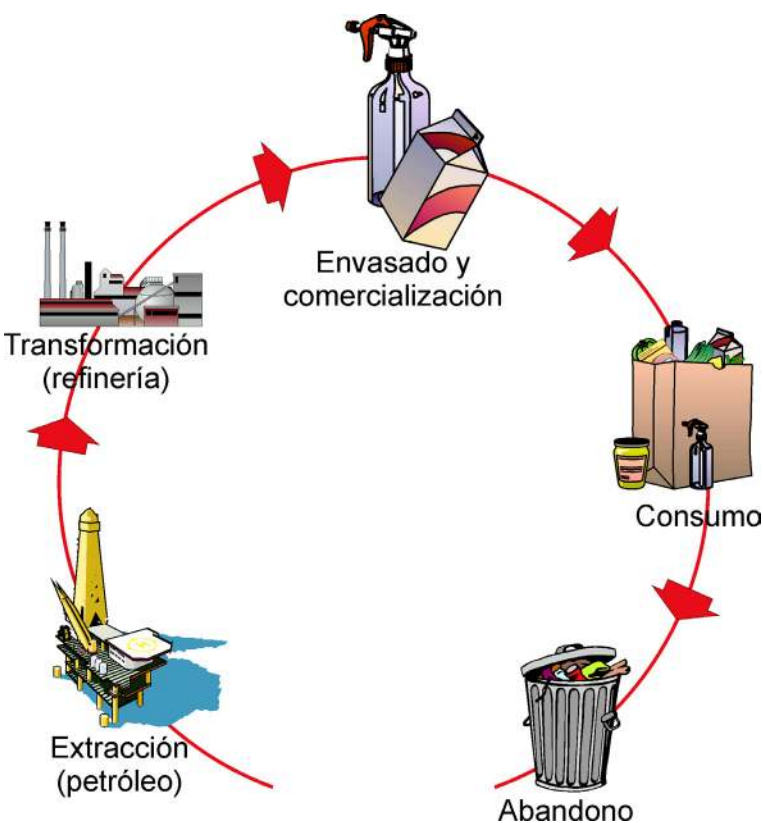 Envasado y
comercialización
Transformación
(refinería)
Consumo
Extracción
(petróleo)
Abandono